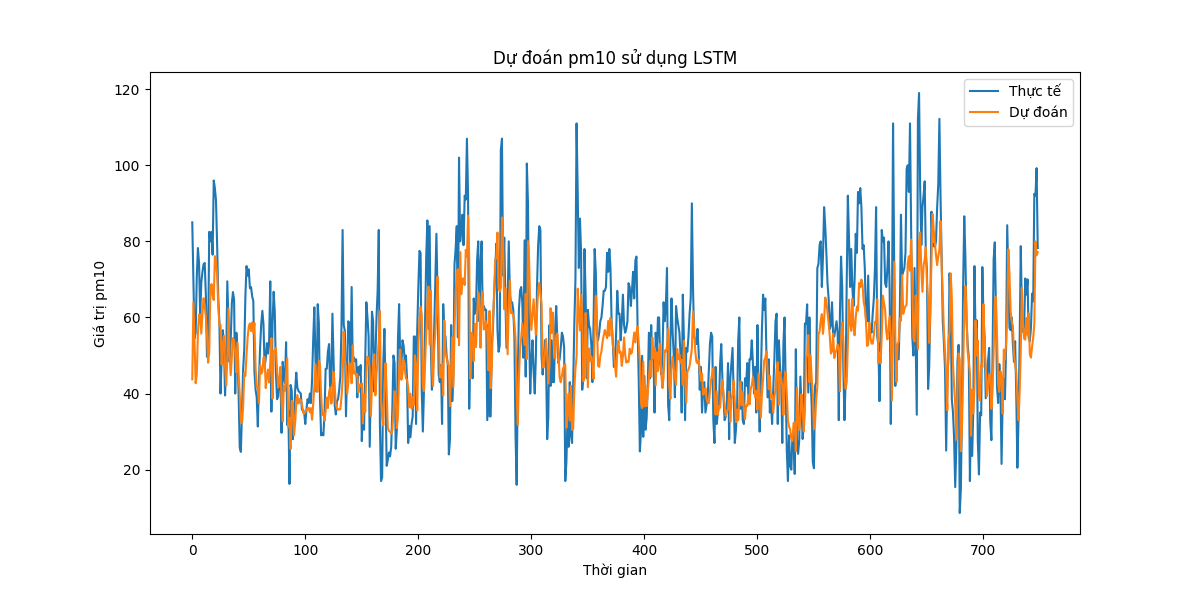 Dự đoán pm10 sử dụng LSTM
Thực tế
Dự đoán
Giá trị pm10
120
100
80
60
40
20
0 100 200 300 400 500 600 700
Thời gian